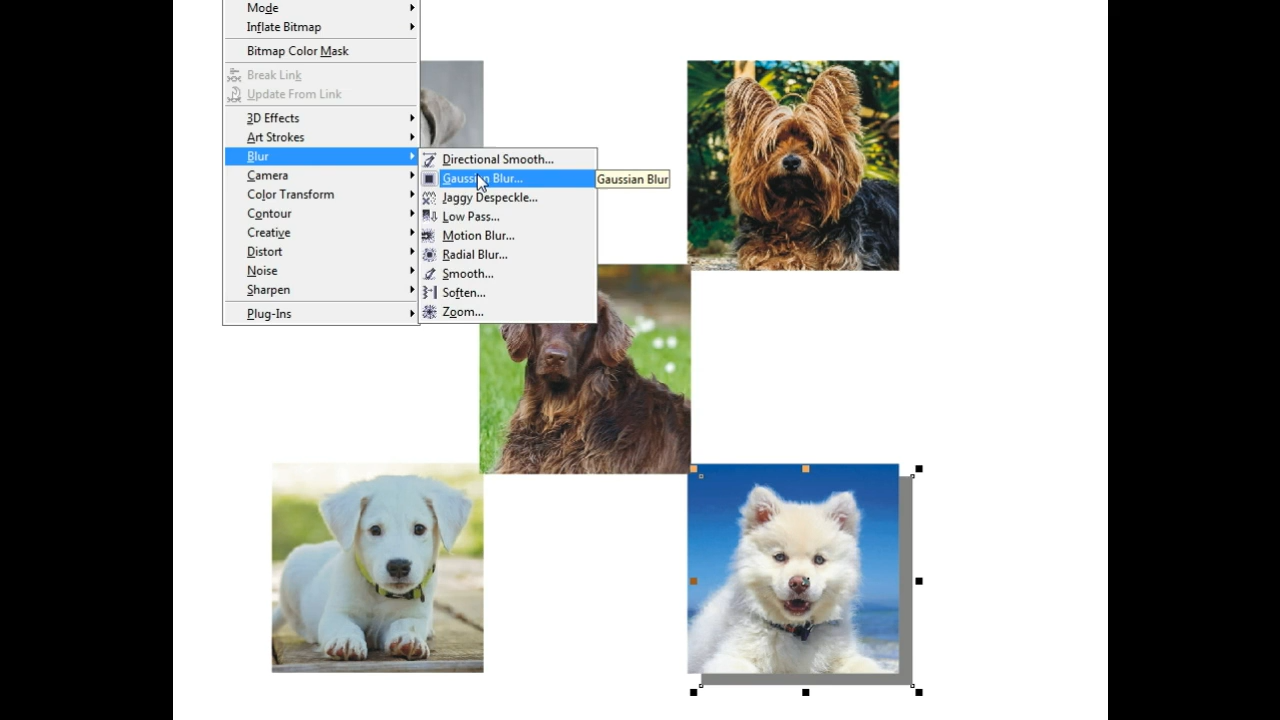 Mode
Inflate Bitmap
Bitmap Color Mask
Break Link
Update From Link
3D Effects
Art Strokes
Blur
Camera
Color Transform
Contour
Creative
Distort
Noise
Sharpen
Plug-Ins
Directional Smooth...
Gaussian Blur...
Jaggy Despeckle...
Low Pass...
Motion Blur...
Radial Blur...
Smooth...
Soften...
Zoom...
Gaussian Blur